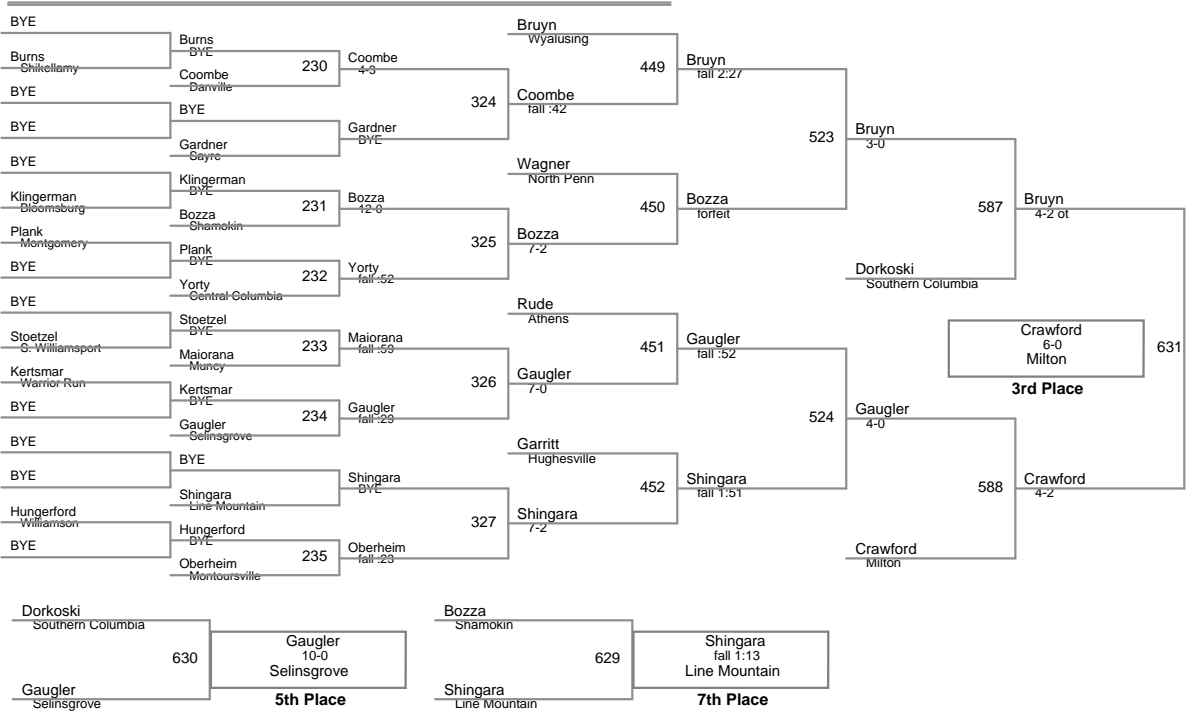 BYE
Burns
Shikellamy
BYE
BYE
BYE
Klingerman
Bloomsburg
Plank
Montgomery
BYE
BYE
Stoetzel
S. Williamsport
Kertsmar
Warrior Run
BYE
BYE
BYE
Hungerford
Williamson
BYE
Burns
BYE
230
Coombe
Danville
BYE
Gardner
Sayre
Klingerman
BYE
231
Bozza
Shamokin
Plank
BYE
232
Yorty
Central Columbia
Stoetzel
BYE
233
Maiorana
Muncy
Kertsmar
BYE
234
Gaugler
Selinsgrove
BYE
Shingara
Line Mountain
Hungerford
BYE
235
Oberheim
Montoursville
Coombe
4-3
324
Gardner
BYE
Bozza
12-0
325
Yorty
fall :52
Maiorana
fall :59
326
Gaugler
fall :29
Shingara
BYE
327
Oberheim
fall :23
Bruyn
Wyalusing
449
Coombe
fall :42
Wagner
North Penn
450
Bozza
7-2
Rude
Athens
451
Gaugler
7-0
Garritt
Hughesville
452
Shingara
7-2
Bruyn
fall 2:27
523
Bozza
forfeit
Gaugler
fall :52
524
Shingara
fall 1:51
Bruyn
3-0
587
Dorkoski
Southern Columbia
Gaugler
4-0
588
Crawford
Milton
Bruyn
4-2 ot
631
Crawford
4-2
Crawford
6-0
Milton
3rd Place
Dorkoski
Southern Columbia
630
Gaugler
Selinsgrove
Gaugler
10-0
Selinsgrove
5th Place
Bozza
Shamokin
629
Shingara
Line Mountain
Shingara
fall 1:13
Line Mountain
7th Place